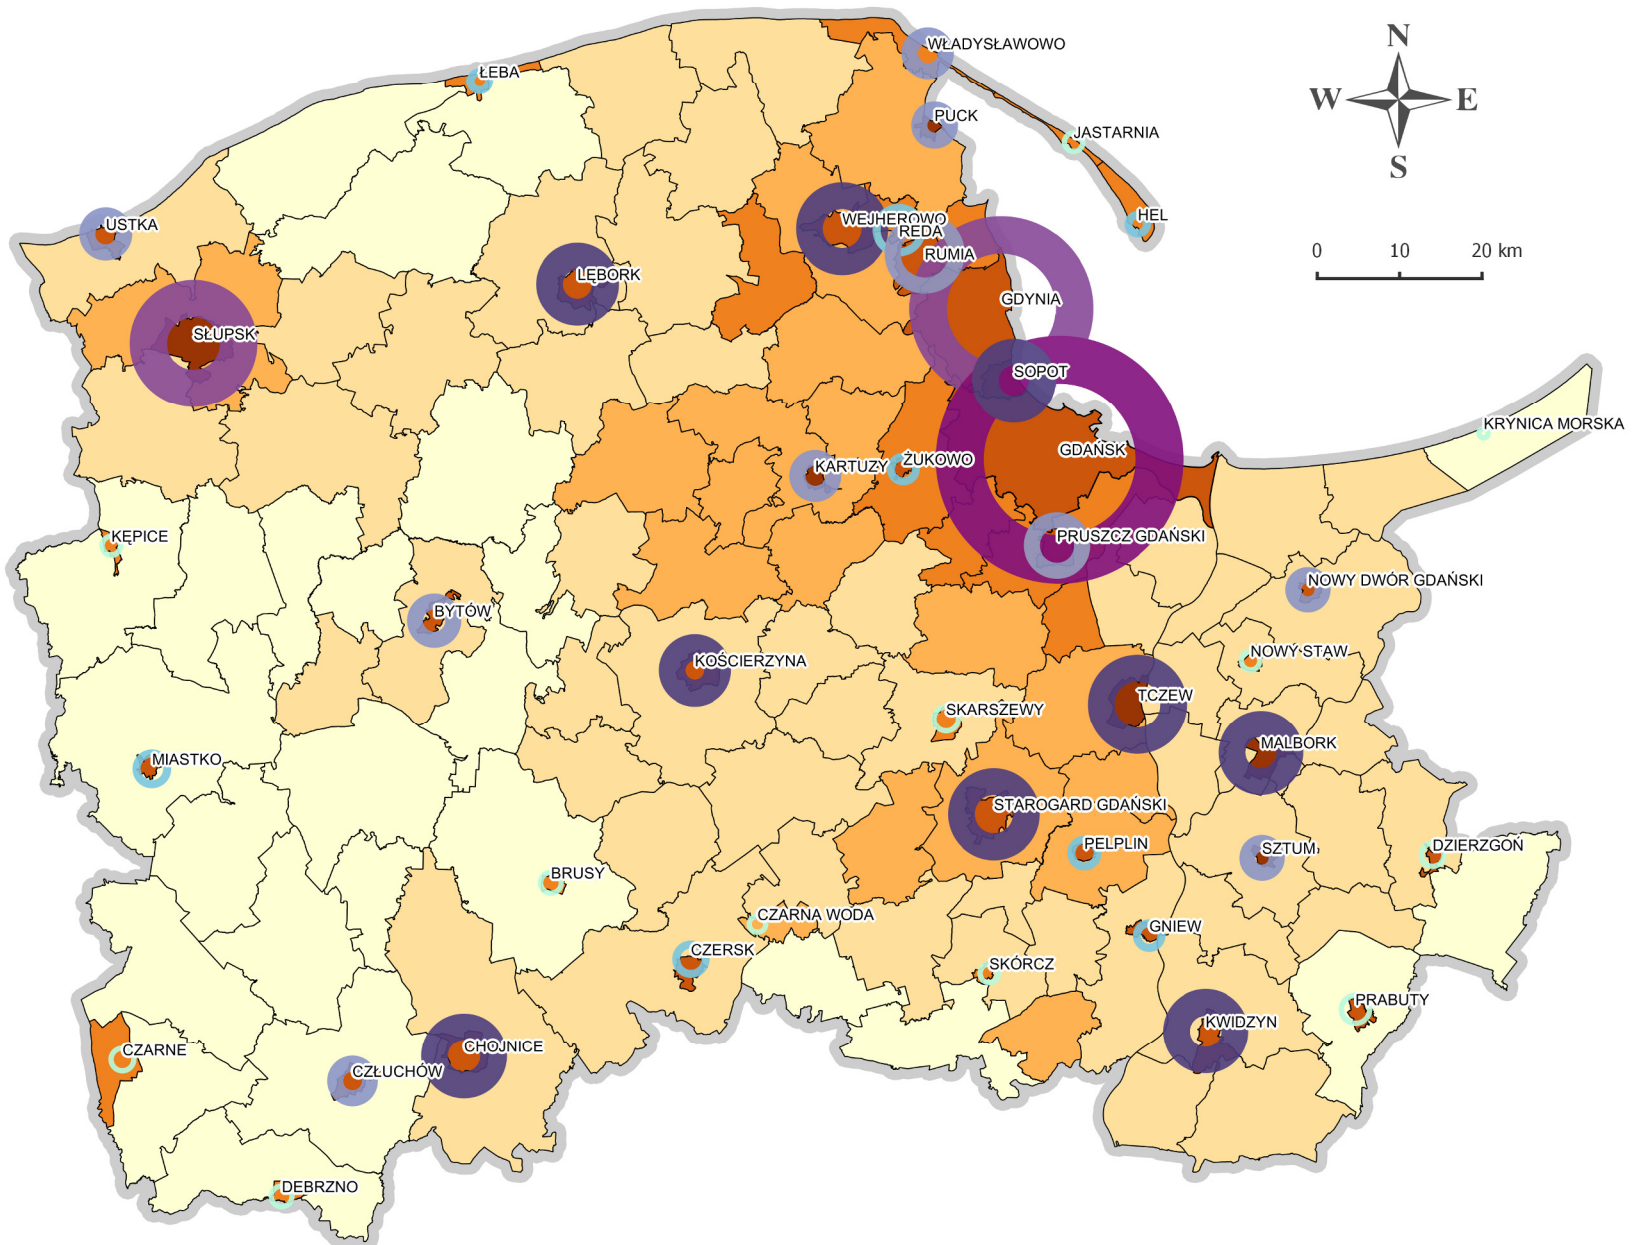 N
W E
S
0 10 20 km
WŁADYSŁAWOWO
ŁEBA
PUCK
JASTARNIA
HEL
USTKA
WEJHEROWO
REDA
RUMIA
LĘBORK
GDYNIA
SŁUPSK
SOPOT
KRYNICA MORSKA
GDAŃSK
KARTUZY
ŻUKOWO
KĘPICE
PRUSZCZ GDAŃSKI
NOWY DWÓR GDAŃSKI
BYTÓW
NOWY STAW
KOŚCIERZYNA
TCZEW
SKARSZEWY
MALBORK
MIASTKO
STAROGARD GDAŃSKI
PELPLIN
SZTUM
DZIERZGOŃ
BRUSY
CZARNA WODA
GNIEW
CZERSK
SKÓRCZ
PRABUTY
KWIDZYN
CHOJNICE
CZARNE
CZŁUCHÓW
DEBRZNO